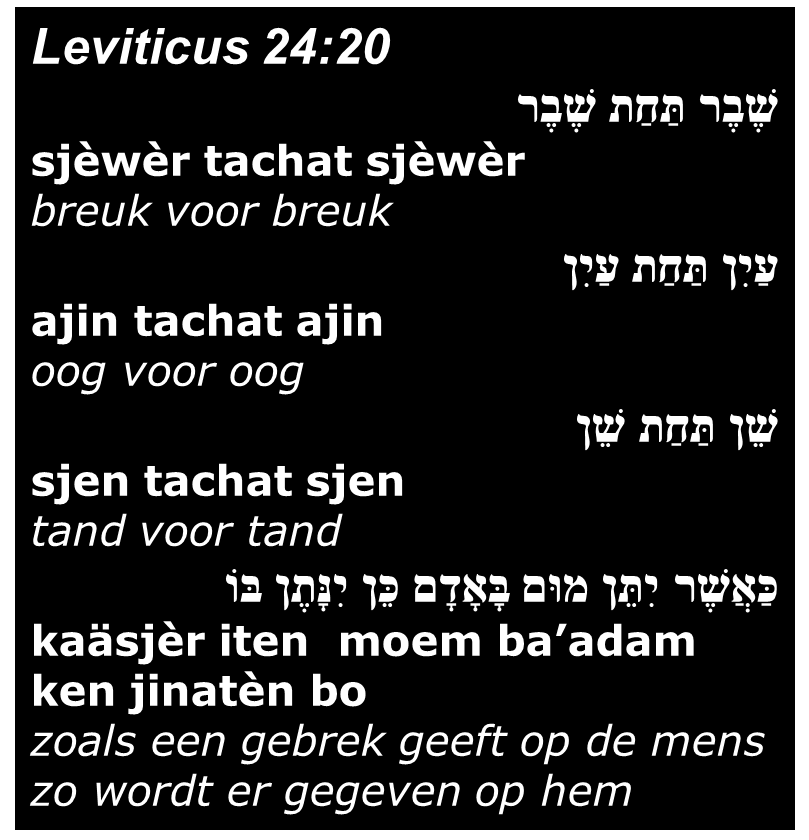 Leviticus 24:20
שֶׁבֶר תַּחַת שֶׁבֶר
sjèwèr tachat sjèwèr
breuk voor breuk
עַיִן תַּחַת עַיִן
ajin tachat ajin
oog voor oog
שֵׁן תַּחַת שֵׁן
sjen tachat sjen
tand voor tand
כַּאֲשֶׁר יִתֵּן מוּם בָּאָדָם כֵּן יִנָּתֶן בּוֹ
kaäsjèr iten moem ba’adam
ken jinatèn bo
zoals een gebrek geeft op de mens
zo wordt er gegeven op hem